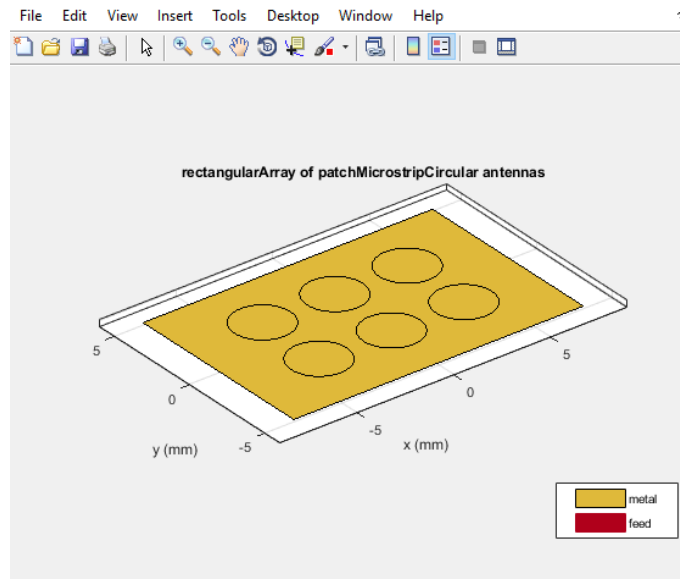 File Edit View Insert Tools Desktop Window Help
rectangularArray of patchMicrostripCircular antennas
5
0
-5
y (mm)
-5
0
5
x (mm)
metal
feed